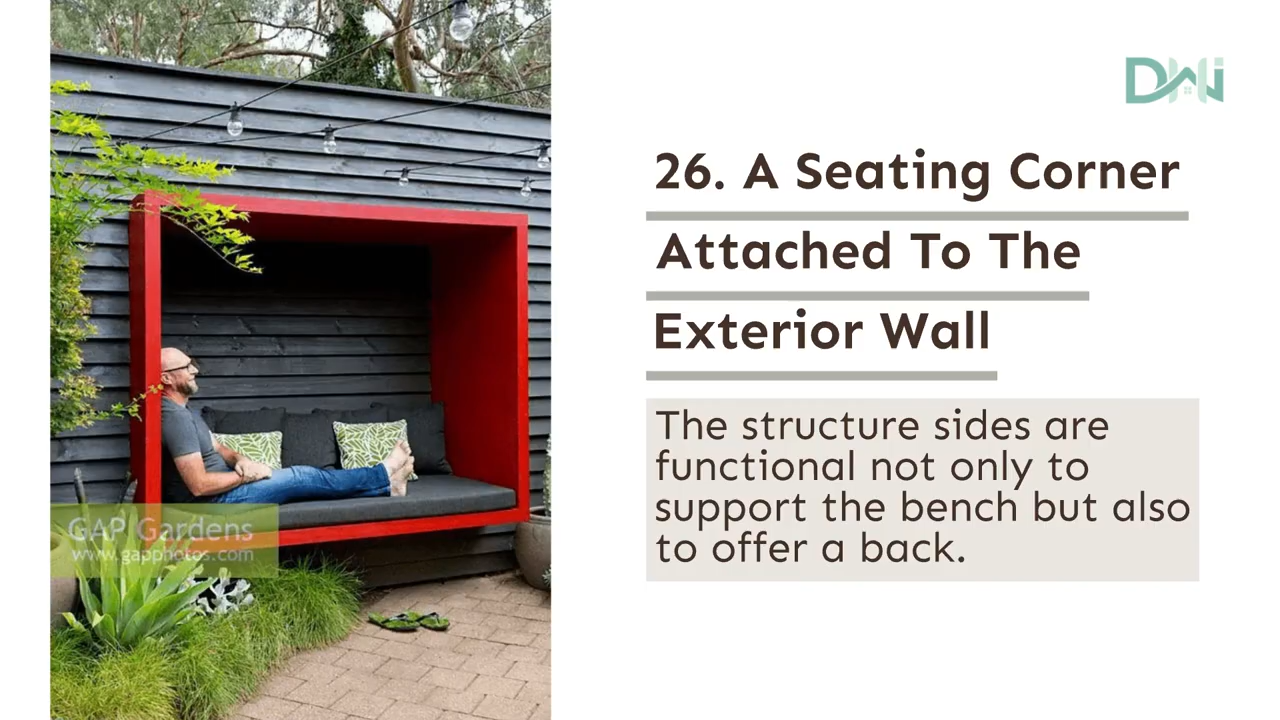 DWi
26. A Seating Corner
Attached To The
Exterior Wall
The structure sides are
functional not only to
support the bench but also
to offer a back.
GAP Gardens
www.gapphotos.com